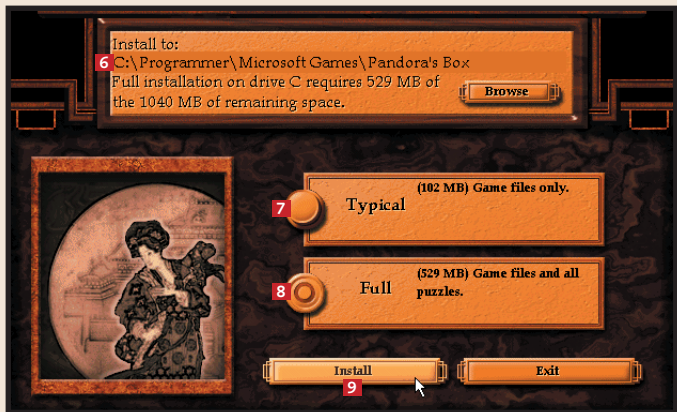 Install to:
6 C:\Programmer\Microsoft Games\Pandora's Box
Full installation on drive C requires 529 MB of
the 1040 MB of remaining space.
Browse
7 Typical
(102 MB) Game files only.
8 Full
(529 MB) Game files and all
puzzles.
Install
9
Exit